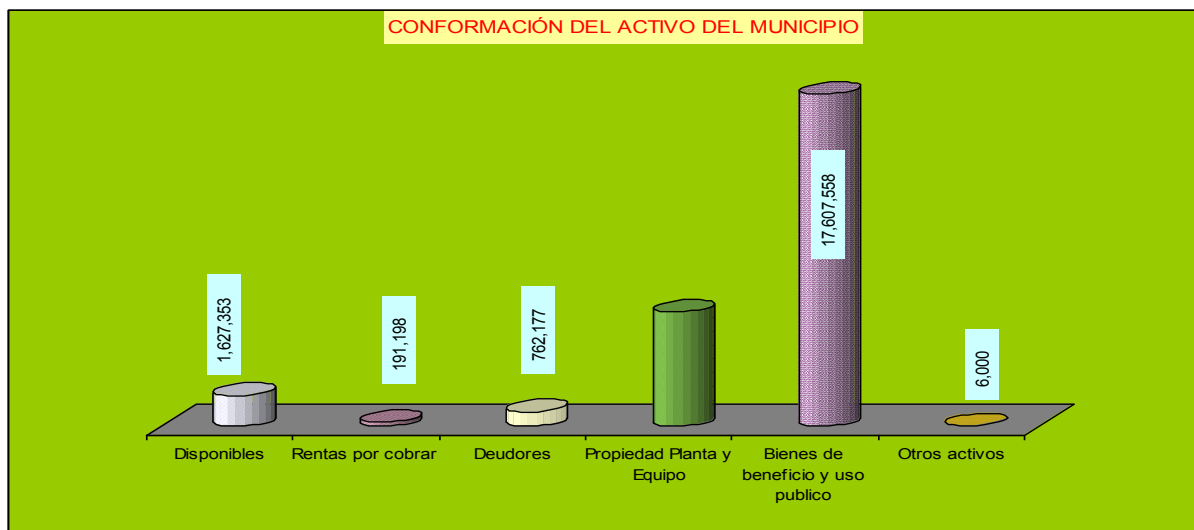 CONFORMACIÓN DEL ACTIVO DEL MUNICIPIO
1,627,353
191,198
762,177
17,607,558
6,000
Disponibles
Rentas por cobrar
Deudores
Propiedad Planta y
Equipo
Bienes de
beneficio y uso
publico
Otros activos